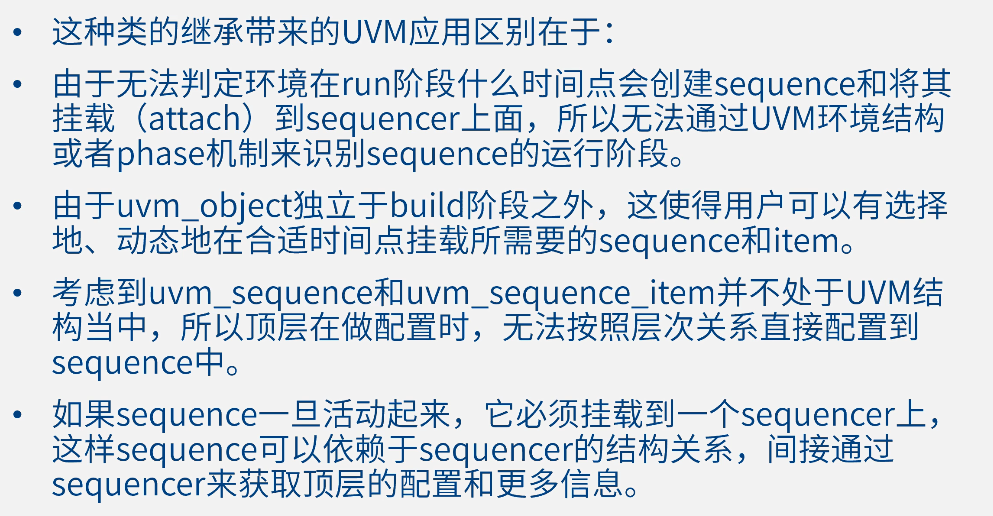 • 这种类的继承带来的UVM应用区别在于：
• 由于无法判定环境在run阶段什么时间点会创建sequence和将其
挂载（attach）到sequencer上面，所以无法通过UVM环境结构
或者phase机制来识别sequence的运行阶段。
• 由于uvm_object独立于build阶段之外，这使得用户可以有选择
地、动态地在合适时间点挂载所需要的sequence和item。
• 考虑到uvm_sequence和uvm_sequence_item并不处于UVM结
构当中，所以顶层在做配置时，无法按照层次关系直接配置到
sequence中。
• 如果sequence一旦活动起来，它必须挂载到一个sequencer上，
这样sequence可以依赖于sequencer的结构关系，间接通过
sequencer来获取顶层的配置和更多信息。